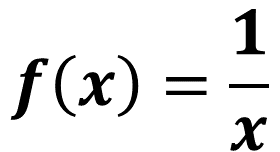 f(x) = 1/x